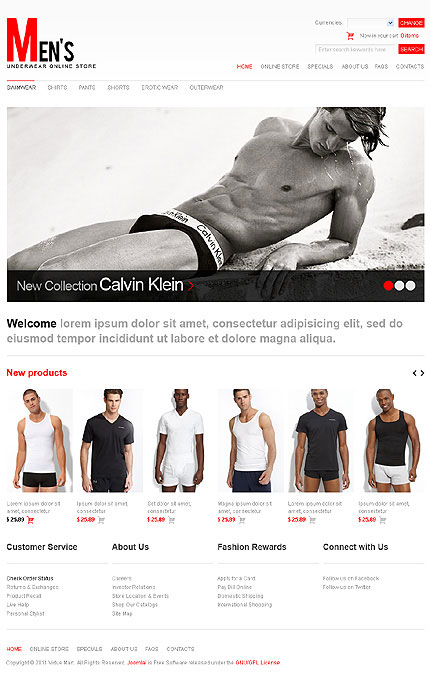 MEN'S
UNDERWEAR ONLINE STORE
Currencies:
CHANGE
Now in your cart 0 items
Enter search keywords here
SEARCH
HOME ONLINE STORE SPECIALS ABOUT US FAQS CONTACTS
SWIMWEAR SHIRTS PANTS SHORTS EROTIC WEAR OUTERWEAR
Calvin Klein
New Collection Calvin Klein
Welcome lorem ipsum dolor sit amet, consectetur adipisicing elit, sed do
eiusmod tempor incididunt ut labore et dolore magna aliqua.
New products
Lorem ipsum dolor sit amet, consectetur
$ 25.89
Ipsum dolor sit amet, consectetur
$ 25.89
Det dolor sit amet, consectetur
$ 25.89
Magna ipsum dolor sit amet, consectetur
$ 25.89
Lorem ipsum dolor sit amet, consectetur
$ 25.89
Ipsum dolor sit amet, consectetur
$ 25.89
Customer Service
Check Order Status
Returns & Exchanges
Product Recall
Live Help
Personal Stylist
About Us
Careers
Investor Relations
Store Location & Events
Shop Our Catalogs
Site Map
Fashion Rewards
Apply for a Card
Pay Bill Online
Domestic Shipping
International Shopping
Connect with Us
Follow us on Facebook
Follow us on Twitter
HOME ONLINE STORE SPECIALS ABOUT US FAQS CONTACTS
Copyright © 2011 Virtue Mart. All Rights Reserved. Joomla! is Free Software released under the GNU/GPL License.